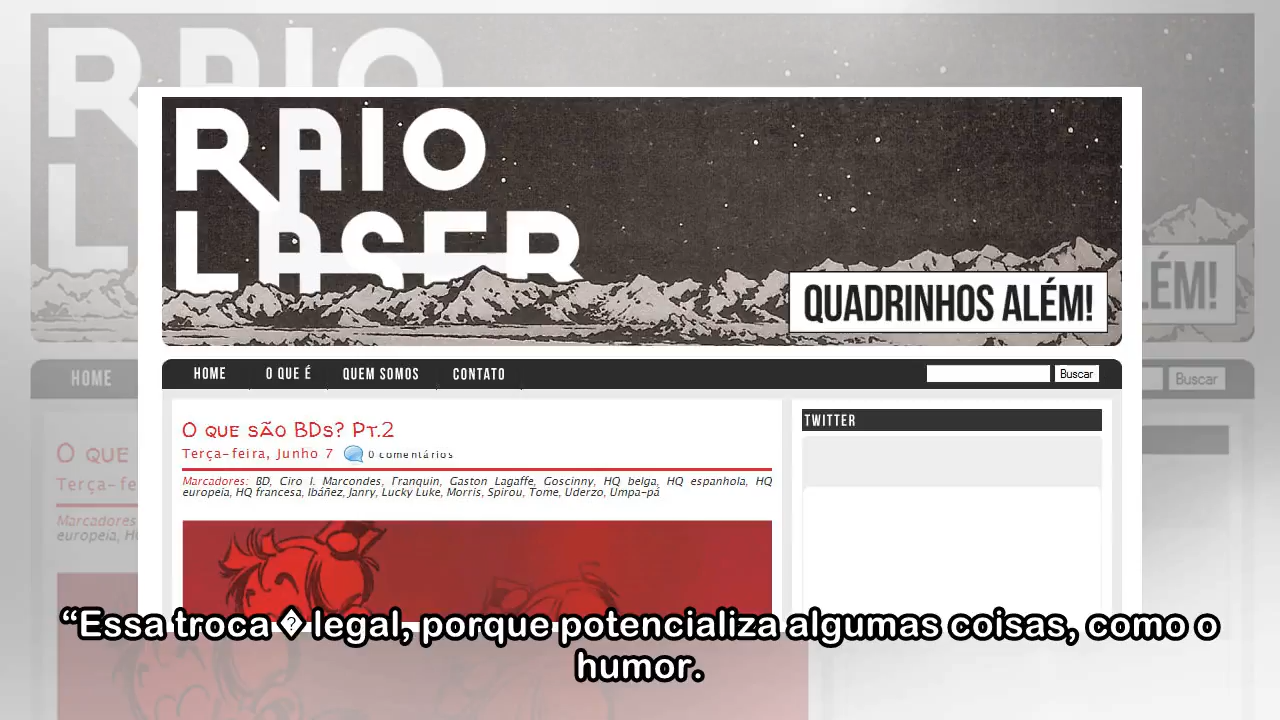 RAIO
LASER
QUADRINHOS ALÉM!
HOME
O QUE É
QUEM SOMOS
CONTATO
Buscar
O que são BDs? Pt.2
Terça-feira, Junho 7
0 comentários
Marcadores: BD, Ciro I. Marcondes, Franquin, Gaston Lagaffe, Goscinny, HQ belga, HQ espanhola, HQ
europeia, HQ francesa, Ibáñez, Janry, Lucky Luke, Morris, Spirou, Tome, Uderzo, Umpa-pá
TWITTER
“Essa troca � legal, porque potencializa algumas coisas, como o
humor.